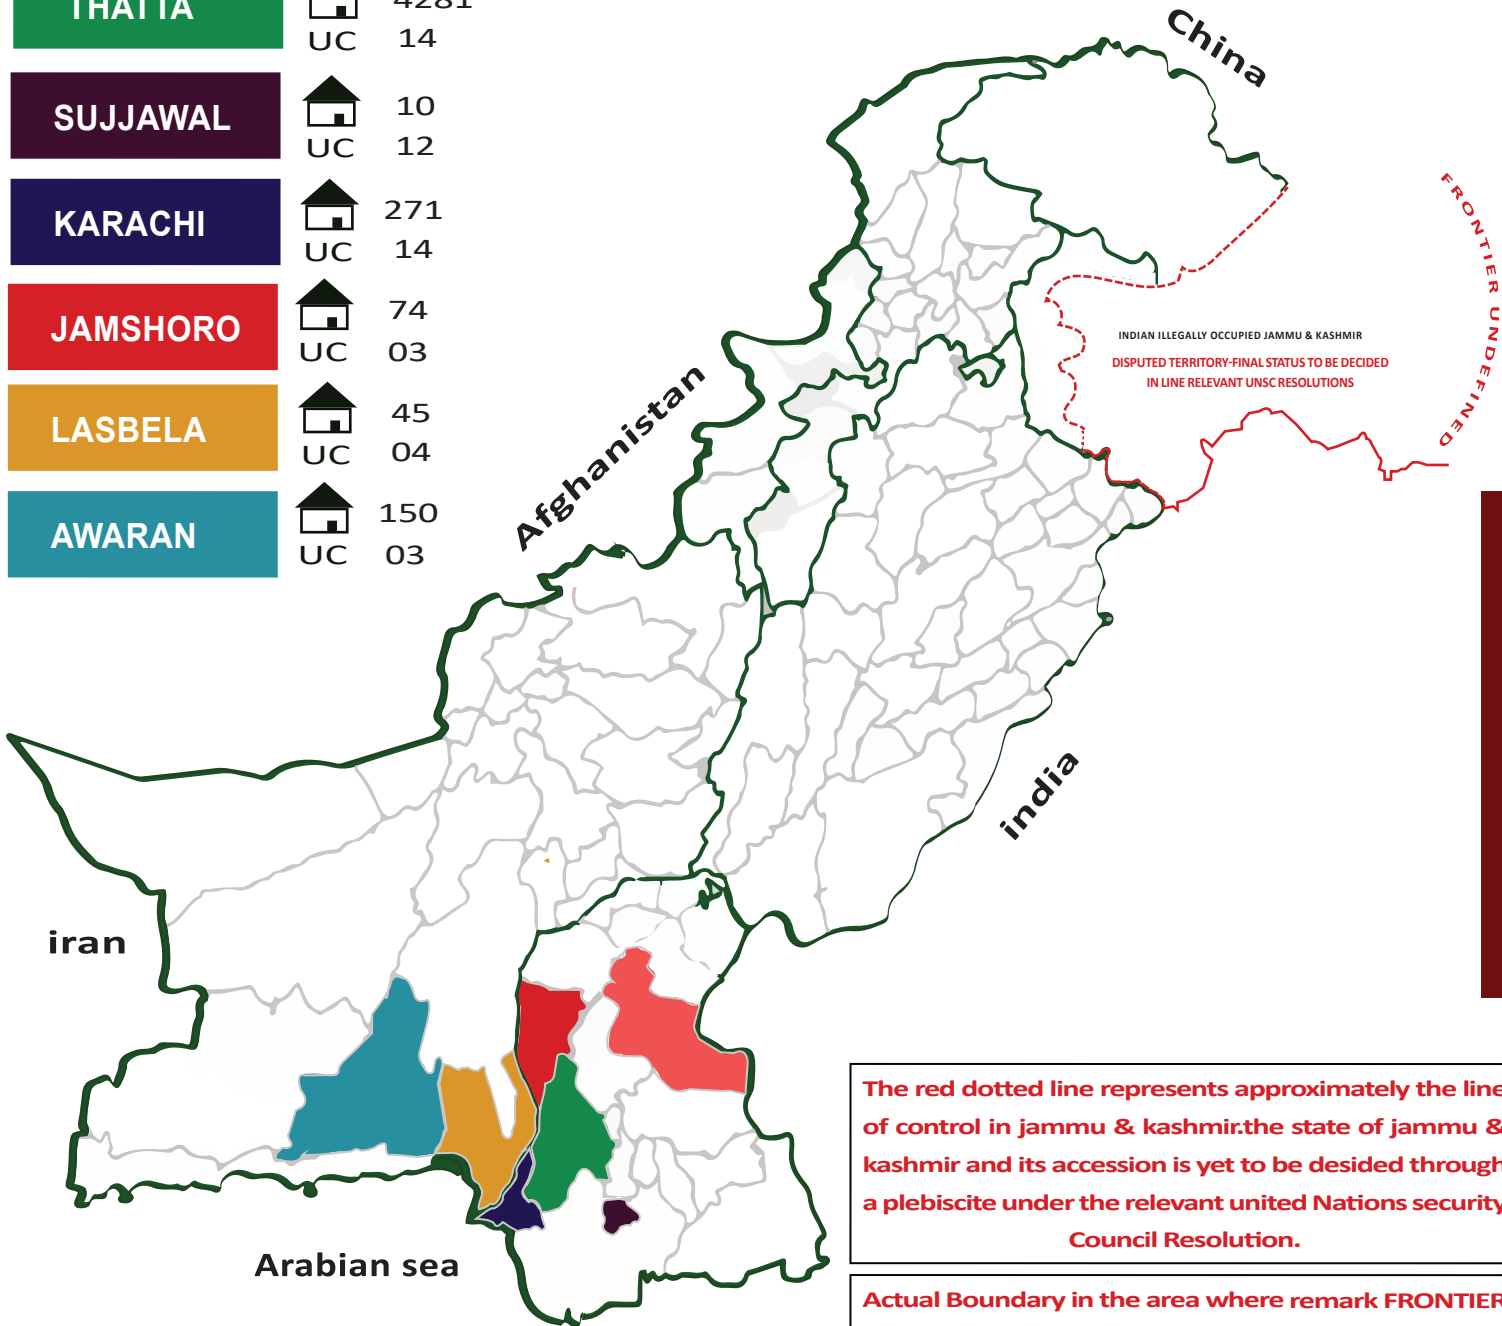 THATTA
4281
UC 14
SUJJAWAL
10
UC 12
KARACHI
271
UC 14
JAMSHORO
74
UC 03
LASBELA
45
UC 04
AWARAN
150
UC 03
China
Afghanistan
iran
india
Arabian sea
FRONTIER UNDEFINED
INDIAN ILLEGALLY OCCUPIED JAMMU & KASHMIR
DISPUTED TERRITORY-FINAL STATUS TO BE DECIDED
IN LINE RELEVANT UNSC RESOLUTIONS
The red dotted line represents approximately the line
of control in jammu & kashmir.the state of jammu &
kashmir and its accession is yet to be desided through
a plebiscite under the relevant united Nations security
Council Resolution.
Actual Boundary in the area where remark FRONTIER